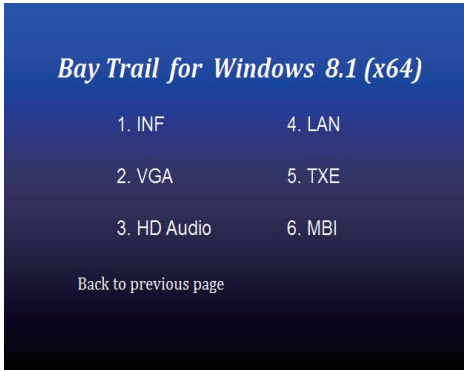 Bay Trail for Windows 8.1 (x64)
1. INF
2. VGA
3. HD Audio
4. LAN
5. TXE
6. MBI
Back to previous page